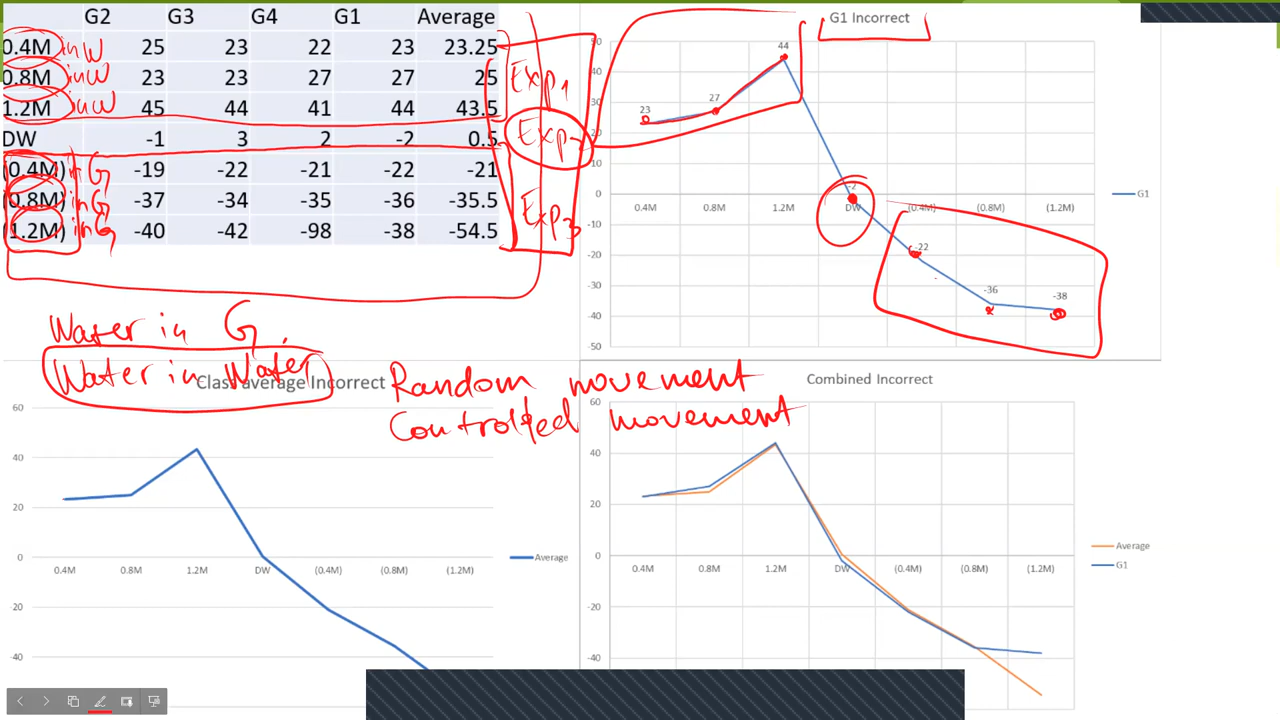 G2 G3 G4 G1 Average
0.4M in W 25 23 22 23 23.25
0.8M in W 23 23 27 27 25
1.2M in W 45 44 41 44 43.5
DW -1 3 2 -2 0.5
(0.4M) in G -19 -22 -21 -22 -21
(0.8M) in G -37 -34 -35 -36 -35.5
(1.2M) in G -40 -42 -98 -38 -54.5
Exp1
Exp
Exp3
G1 Incorrect
50
40
30
20
10
0
-10
-20
-30
-40
-50
23 27 44 -2 -22 -36 -38
0.4M 0.8M 1.2M DW (0.4M) (0.8M) (1.2M)
G1
Water in G.
Water in Water
Random movement
Controlled movement
Class average Incorrect
60
40
20
0
-20
-40
0.4M 0.8M 1.2M DW (0.4M) (0.8M) (1.2M)
Average
Combined Incorrect
60
40
20
0
-20
-40
0.4M 0.8M 1.2M DW (0.4M) (0.8M) (1.2M)
Average
G1